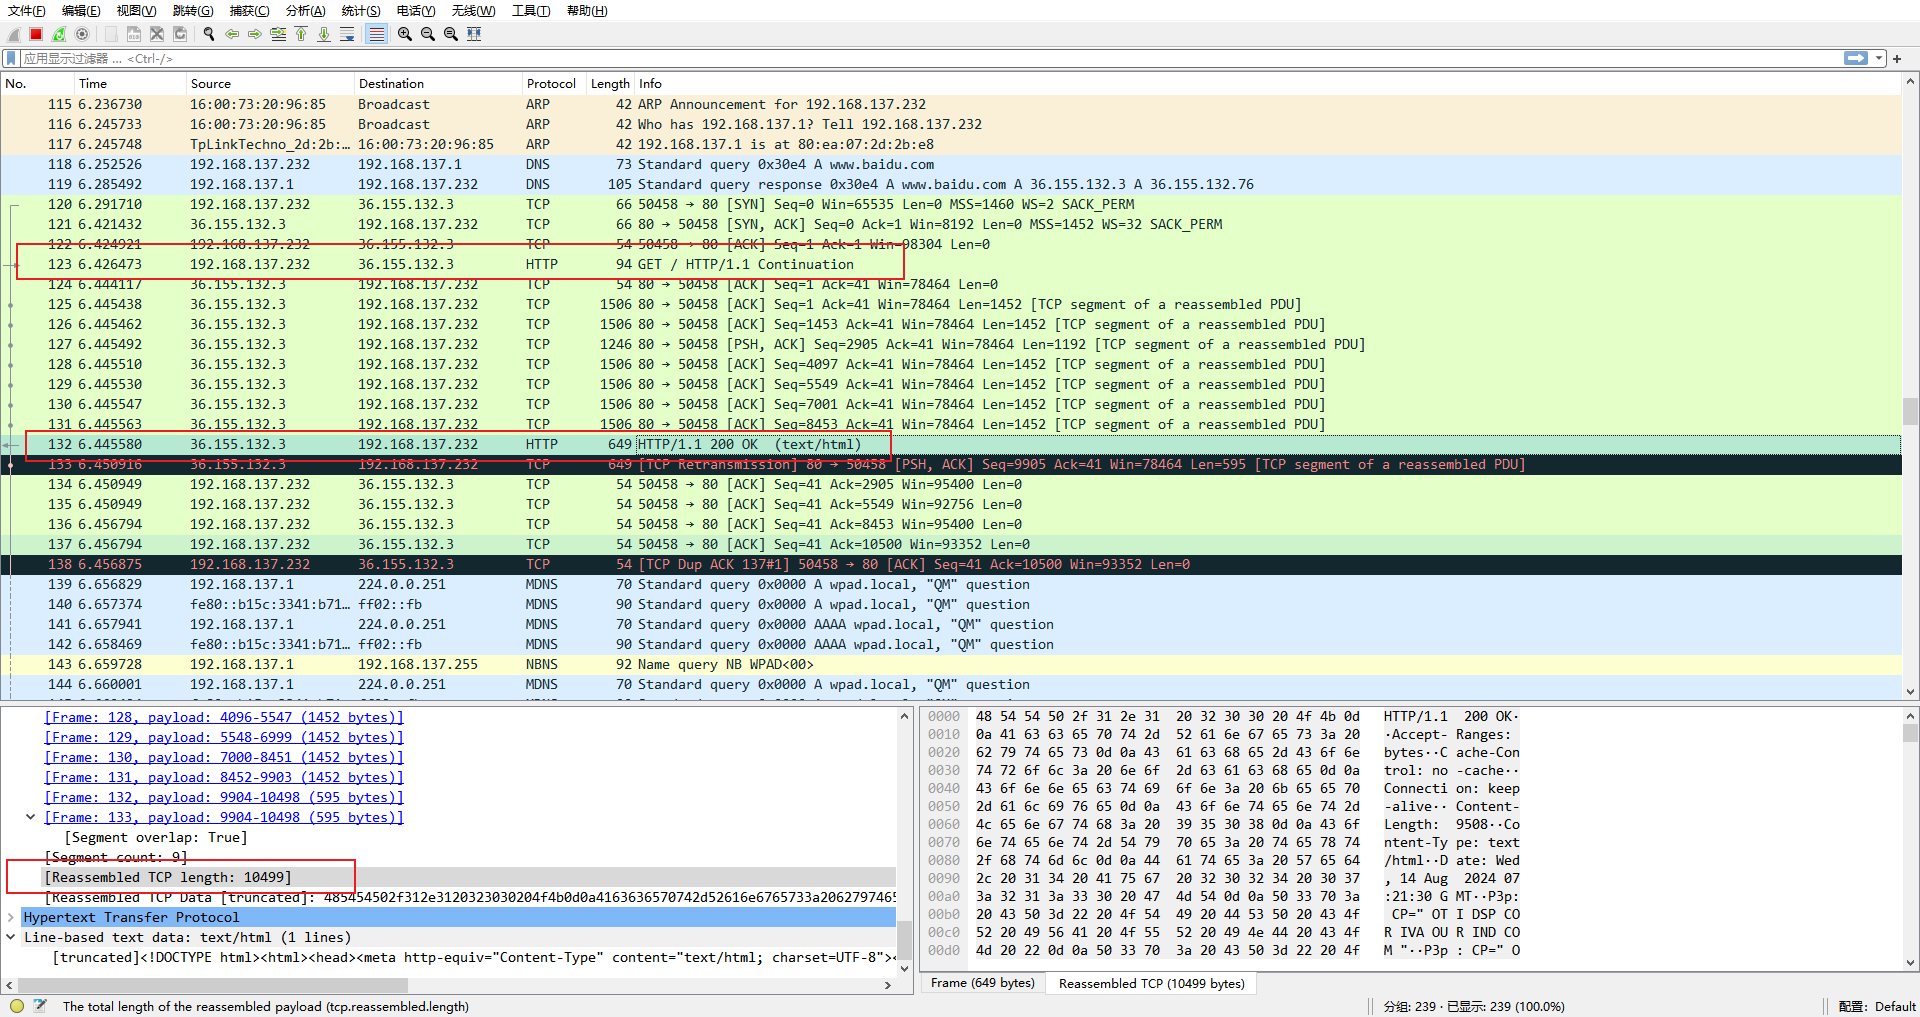 文件(F) 编辑(E) 视图(V) 跳转(G) 捕获(C) 分析(A) 统计(S) 电话(Y) 无线(W) 工具(T) 帮助(H)
应用显示过滤器 … <Ctrl-/>
No. Time Source Destination Protocol Length Info
115 6.236730 16:00:73:20:96:85 Broadcast ARP 42 ARP Announcement for 192.168.137.232
116 6.245733 16:00:73:20:96:85 Broadcast ARP 42 Who has 192.168.137.1? Tell 192.168.137.232
117 6.245748 TpLinkTechno_2d:2b:… 16:00:73:20:96:85 ARP 42 192.168.137.1 is at 80:ea:07:2d:2b:e8
118 6.252526 192.168.137.232 192.168.137.1 DNS 73 Standard query 0x30e4 A www.baidu.com
119 6.285492 192.168.137.1 192.168.137.232 DNS 105 Standard query response 0x30e4 A www.baidu.com A 36.155.132.3 A 36.155.132.76
120 6.291710 192.168.137.232 36.155.132.3 TCP 66 50458 → 80 [SYN] Seq=0 Win=65535 Len=0 MSS=1460 WS=2 SACK_PERM
121 6.421432 36.155.132.3 192.168.137.232 TCP 66 80 → 50458 [SYN, ACK] Seq=0 Ack=1 Win=8192 Len=0 MSS=1452 WS=32 SACK_PERM
122 6.424921 192.168.137.232 36.155.132.3 TCP 54 50458 → 80 [ACK] Seq=1 Ack=1 Win=98304 Len=0
123 6.426473 192.168.137.232 36.155.132.3 HTTP 94 GET / HTTP/1.1 Continuation
124 6.444117 36.155.132.3 192.168.137.232 TCP 54 80 → 50458 [ACK] Seq=1 Ack=41 Win=78464 Len=0
125 6.445438 36.155.132.3 192.168.137.232 TCP 1506 80 → 50458 [ACK] Seq=1 Ack=41 Win=78464 Len=1452 [TCP segment of a reassembled PDU]
126 6.445462 36.155.132.3 192.168.137.232 TCP 1506 80 → 50458 [ACK] Seq=1453 Ack=41 Win=78464 Len=1452 [TCP segment of a reassembled PDU]
127 6.445492 36.155.132.3 192.168.137.232 TCP 1246 80 → 50458 [PSH, ACK] Seq=2905 Ack=41 Win=78464 Len=1192 [TCP segment of a reassembled PDU]
128 6.445510 36.155.132.3 192.168.137.232 TCP 1506 80 → 50458 [ACK] Seq=4097 Ack=41 Win=78464 Len=1452 [TCP segment of a reassembled PDU]
129 6.445530 36.155.132.3 192.168.137.232 TCP 1506 80 → 50458 [ACK] Seq=5549 Ack=41 Win=78464 Len=1452 [TCP segment of a reassembled PDU]
130 6.445547 36.155.132.3 192.168.137.232 TCP 1506 80 → 50458 [ACK] Seq=7001 Ack=41 Win=78464 Len=1452 [TCP segment of a reassembled PDU]
131 6.445563 36.155.132.3 192.168.137.232 TCP 1506 80 → 50458 [ACK] Seq=8453 Ack=41 Win=78464 Len=1452 [TCP segment of a reassembled PDU]
132 6.445580 36.155.132.3 192.168.137.232 HTTP 649 HTTP/1.1 200 OK (text/html)
133 6.450916 36.155.132.3 192.168.137.232 TCP 649 [TCP Retransmission] 80 → 50458 [PSH, ACK] Seq=9905 Ack=41 Win=78464 Len=595 [TCP segment of a reassembled PDU]
134 6.450949 192.168.137.232 36.155.132.3 TCP 54 50458 → 80 [ACK] Seq=41 Ack=2905 Win=95400 Len=0
135 6.450949 192.168.137.232 36.155.132.3 TCP 54 50458 → 80 [ACK] Seq=41 Ack=5549 Win=92756 Len=0
136 6.456794 192.168.137.232 36.155.132.3 TCP 54 50458 → 80 [ACK] Seq=41 Ack=8453 Win=95400 Len=0
137 6.456794 192.168.137.232 36.155.132.3 TCP 54 50458 → 80 [ACK] Seq=41 Ack=10500 Win=93352 Len=0
138 6.456875 192.168.137.232 36.155.132.3 TCP 54 [TCP Dup ACK 137#1] 50458 → 80 [ACK] Seq=41 Ack=10500 Win=93352 Len=0
139 6.656829 192.168.137.1 224.0.0.251 MDNS 70 Standard query 0x0000 A wpad.local, "QM" question
140 6.657374 fe80::b15c:3341:b71… ff02::fb MDNS 90 Standard query 0x0000 A wpad.local, "QM" question
141 6.657941 192.168.137.1 224.0.0.251 MDNS 70 Standard query 0x0000 AAAA wpad.local, "QM" question
142 6.658469 fe80::b15c:3341:b71… ff02::fb MDNS 90 Standard query 0x0000 AAAA wpad.local, "QM" question
143 6.659728 192.168.137.1 192.168.137.255 NBNS 92 Name query NB WPAD<00>
144 6.660001 192.168.137.1 224.0.0.251 MDNS 70 Standard query 0x0000 A wpad.local, "QM" question
[Frame: 128, payload: 4096-5547 (1452 bytes)]
[Frame: 129, payload: 5548-6999 (1452 bytes)]
[Frame: 130, payload: 7000-8451 (1452 bytes)]
[Frame: 131, payload: 8452-9903 (1452 bytes)]
[Frame: 132, payload: 9904-10498 (595 bytes)]
[Frame: 133, payload: 9904-10498 (595 bytes)]
[Segment overlap: True]
[Segment count: 9]
[Reassembled TCP length: 10499]
[Reassembled TCP Data [truncated]: 485454502f312e3120323030204f4b0d0a4163636570742d52616e6765733a206279746573
Hypertext Transfer Protocol
Line-based text data: text/html (1 lines)
[truncated]<!DOCTYPE html><html><head><meta http-equiv="Content-Type" content="text/html; charset=UTF-8"><
0000 48 54 54 50 2f 31 2e 31 20 32 30 30 20 4f 4b 0d HTTP/1.1 200 OK·
0010 0a 41 63 63 65 70 74 2d 52 61 6e 67 65 73 3a 20 ·Accept- Ranges:
0020 62 79 74 65 73 0d 0a 43 61 63 68 65 2d 43 6f 6e bytes··C ache-Con
0030 74 72 6f 6c 3a 20 6e 6f 2d 63 61 63 68 65 0d 0a trol: no -cache··
0040 43 6f 6e 6e 65 63 74 69 6f 6e 3a 20 6b 65 65 70 Connecti on: keep
0050 2d 61 6c 69 76 65 0d 0a 43 6f 6e 74 65 6e 74 2d -alive·· Content-
0060 4c 65 6e 67 74 68 3a 20 39 35 30 38 0d 0a 43 6f Length: 9508··Co
0070 6e 74 65 6e 74 2d 54 79 70 65 3a 20 74 65 78 74 ntent-Ty pe: text
0080 2f 68 74 6d 6c 0d 0a 44 61 74 65 3a 20 57 65 64 /html··D ate: Wed
0090 2c 20 31 34 20 41 75 67 20 32 30 32 34 20 30 37 , 14 Aug 2024 07
00a0 3a 32 31 3a 33 30 20 47 4d 54 0d 0a 50 33 70 3a :21:30 G MT··P3p:
00b0 20 43 50 3d 22 20 4f 54 49 20 44 53 50 20 43 4f CP=" OT I DSP CO
00c0 52 20 49 56 41 20 4f 55 52 20 49 4e 44 20 43 4f R IVA OU R IND CO
00d0 4d 20 22 0d 0a 50 33 70 3a 20 43 50 3d 22 20 4f M "··P3p : CP=" O
Frame (649 bytes) Reassembled TCP (10499 bytes)
The total length of the reassembled payload (tcp.reassembled.length) 分组: 239 · 已显示: 239 (100.0%) 配置: Default